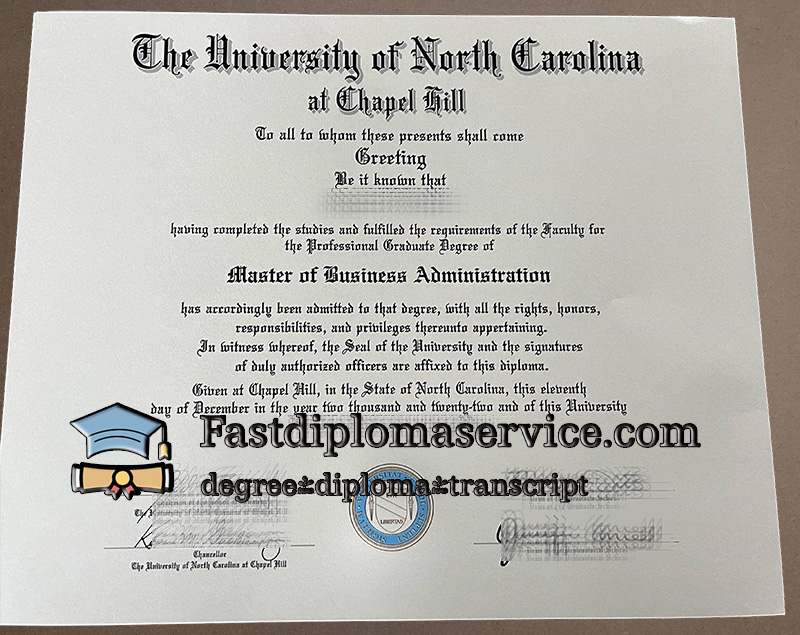 The University of North Carolina
at Chapel Hill
To all to whom these presents shall come
Greeting
Be it known that
having completed the studies and fulfilled the requirements of the Faculty for
the Professional Graduate Degree of
Master of Business Administration
has accordingly been admitted to that degree, with all the rights, honors,
responsibilities, and privileges thereunto appertaining.
In witness whereof, the Seal of the University and the signatures
of duly authorized officers are affixed to this diploma.
Given at Chapel Hill, in the State of North Carolina, this eleventh
day of December in the year two thousand and twenty-two and of this University
Fastdiplomaservice.com
degree*diploma*transcript
LIBERTAS
Chancellor
The University of North Carolina at Chapel Hill